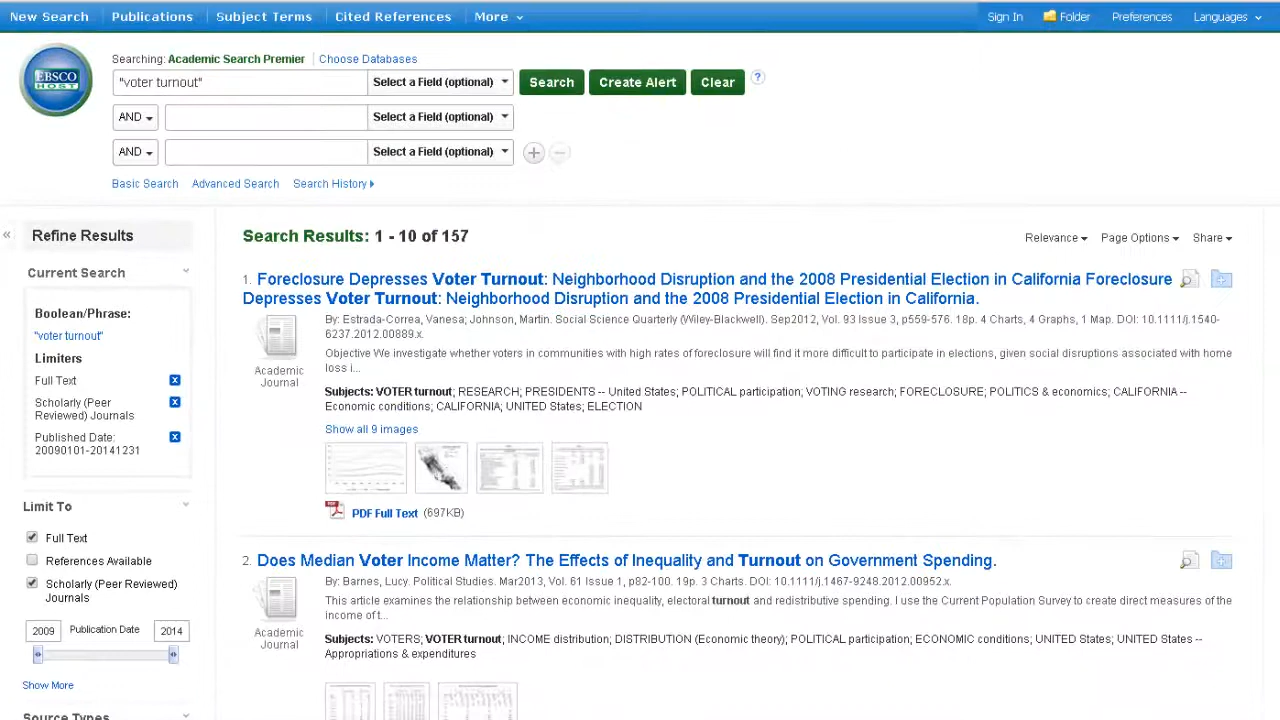 New Search Publications Subject Terms Cited References More Sign In Folder Preferences Languages
EBSCO HOST
Searching: Academic Search Premier Choose Databases
"voter turnout" Select a Field (optional) Search Create Alert Clear ?
AND Select a Field (optional)
AND Select a Field (optional)
Basic Search Advanced Search Search History
« Refine Results
Current Search
Boolean/Phrase:
"voter turnout"
Limiters
Full Text
Scholarly (Peer
Reviewed) Journals
Published Date:
20090101-20141231
Limit To
Full Text
References Available
Scholarly (Peer Reviewed)
Journals
2009 Publication Date 2014
Show More
Source Types
Search Results: 1 - 10 of 157
Relevance Page Options Share
1. Foreclosure Depresses Voter Turnout: Neighborhood Disruption and the 2008 Presidential Election in California Foreclosure
Depresses Voter Turnout: Neighborhood Disruption and the 2008 Presidential Election in California.
Academic
Journal
By: Estrada-Correa, Vanesa; Johnson, Martin. Social Science Quarterly (Wiley-Blackwell). Sep2012, Vol. 93 Issue 3, p559-576. 18p. 4 Charts, 4 Graphs, 1 Map. DOI: 10.1111/j.1540-
6237.2012.00889.x.
Objective We investigate whether voters in communities with high rates of foreclosure will find it more difficult to participate in elections, given social disruptions associated with home
loss i...
Subjects: VOTER turnout; RESEARCH; PRESIDENTS -- United States; POLITICAL participation; VOTING research; FORECLOSURE; POLITICS & economics; CALIFORNIA --
Economic conditions; CALIFORNIA; UNITED States; ELECTION
Show all 9 images
PDF Full Text (697KB)
2. Does Median Voter Income Matter? The Effects of Inequality and Turnout on Government Spending.
Academic
Journal
By: Barnes, Lucy. Political Studies. Mar2013, Vol. 61 Issue 1, p82-100. 19p. 3 Charts. DOI: 10.1111/j.1467-9248.2012.00952.x.
This article examines the relationship between economic inequality, electoral turnout and redistributive spending. I use the Current Population Survey to create direct measures of the
income of t...
Subjects: VOTERS; VOTER turnout; INCOME distribution; DISTRIBUTION (Economic theory); POLITICAL participation; ECONOMIC conditions; UNITED States; UNITED States --
Appropriations & expenditures